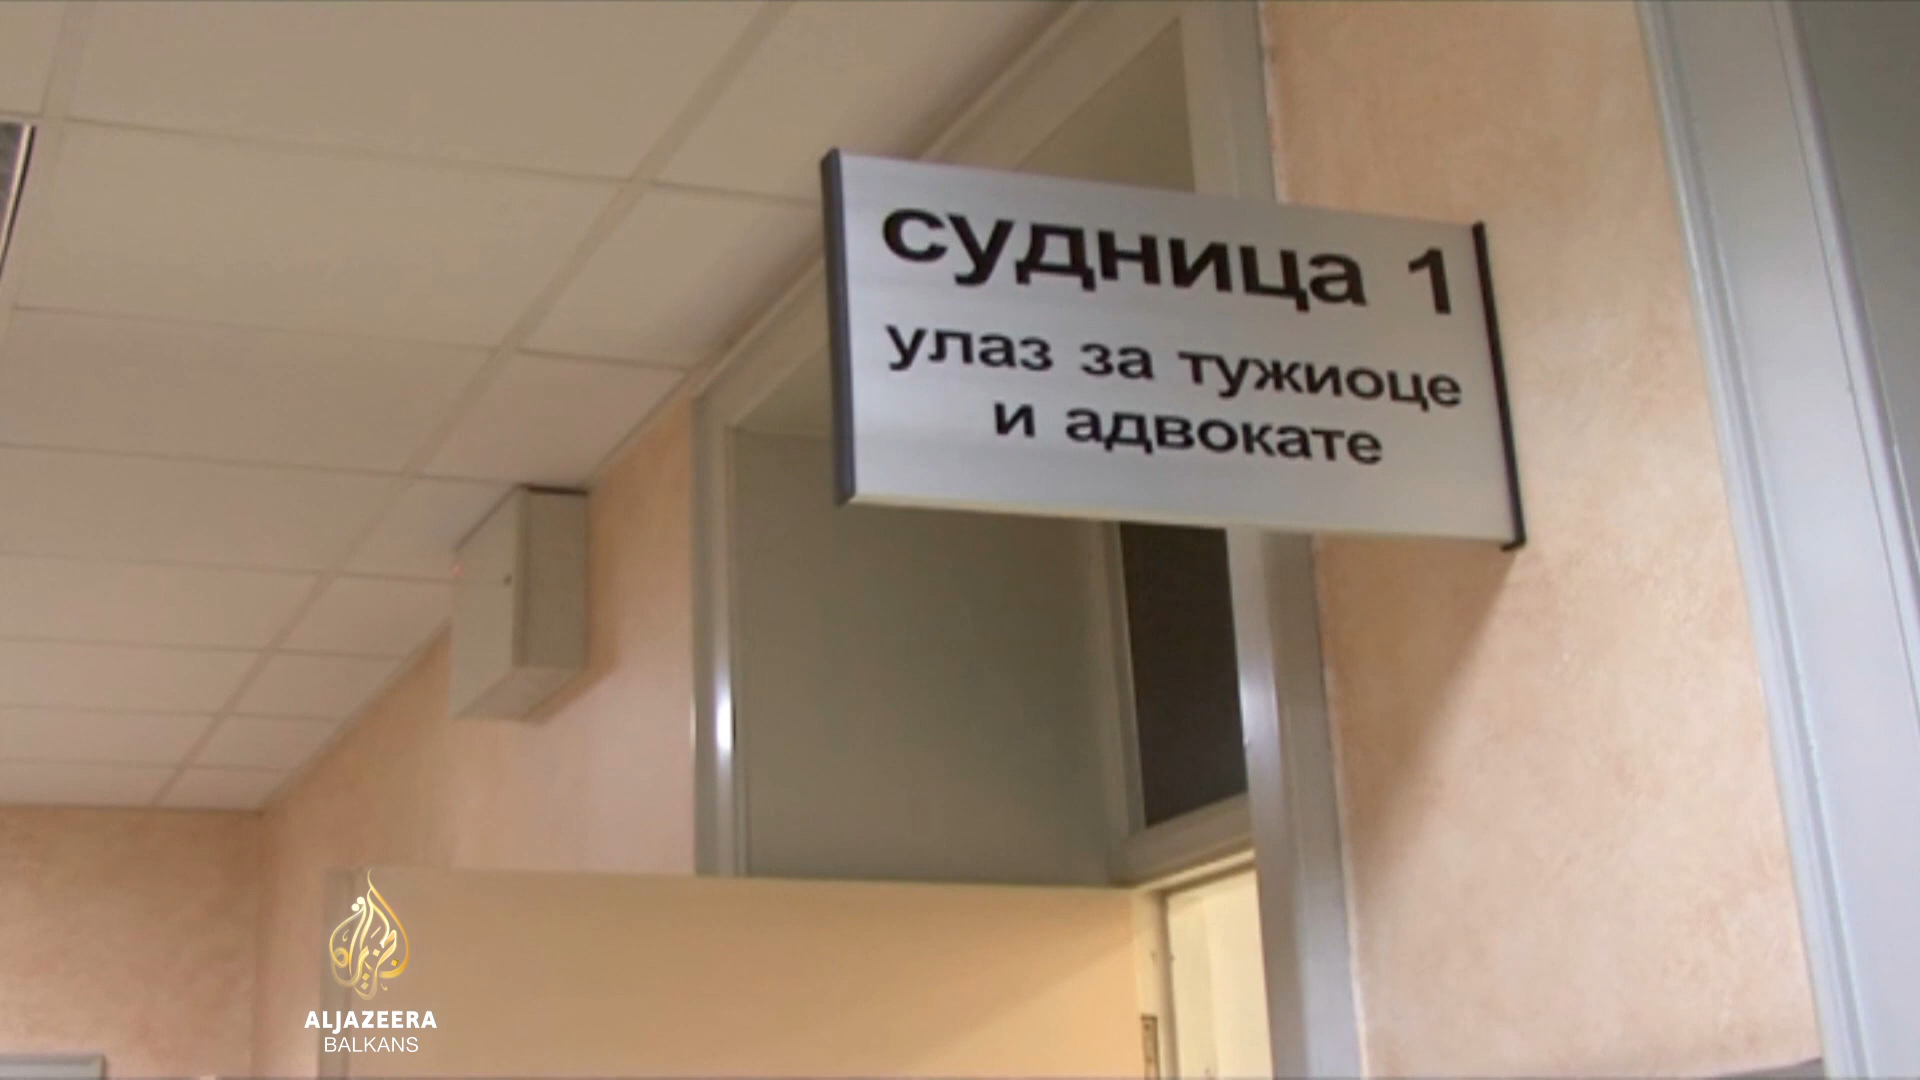 судница 1
улаз за тужиоце
и адвокате
ALJAZEERA
BALKANS